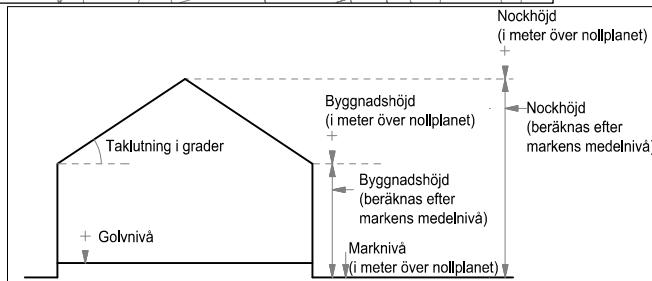 Nockhöjd
(i meter över nollplanet)
Byggnadshöjd
(i meter över nollplanet)
Nockhöjd
(beräknas efter
markens medelnivå)
Taklutning i grader
Byggnadshöjd
(beräknas efter
markens medelnivå)
Golvnivå
Marknivå
(i meter över nollplanet)